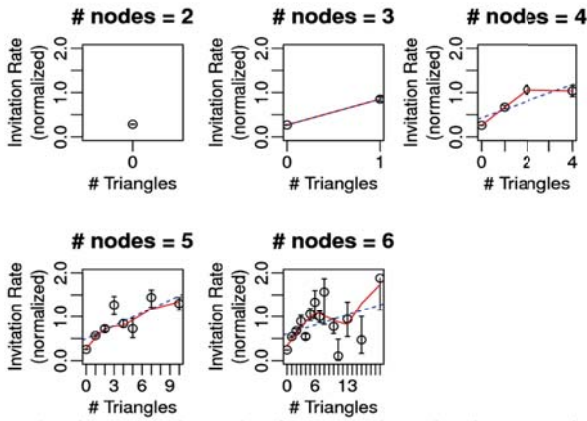 # nodes = 2
Invitation Rate
(normalized)
0.0 1.0 2.0
0
# Triangles
# nodes = 3
Invitation Rate
(normalized)
0.0 1.0 2.0
0 1
# Triangles
# nodes = 4
Invitation Rate
(normalized)
0.0 1.0 2.0
0 2 4
# Triangles
# nodes = 5
Invitation Rate
(normalized)
0.0 1.0 2.0
0 3 6 9
# Triangles
# nodes = 6
Invitation Rate
(normalized)
0.0 1.0 2.0
0 6 13
# Triangles